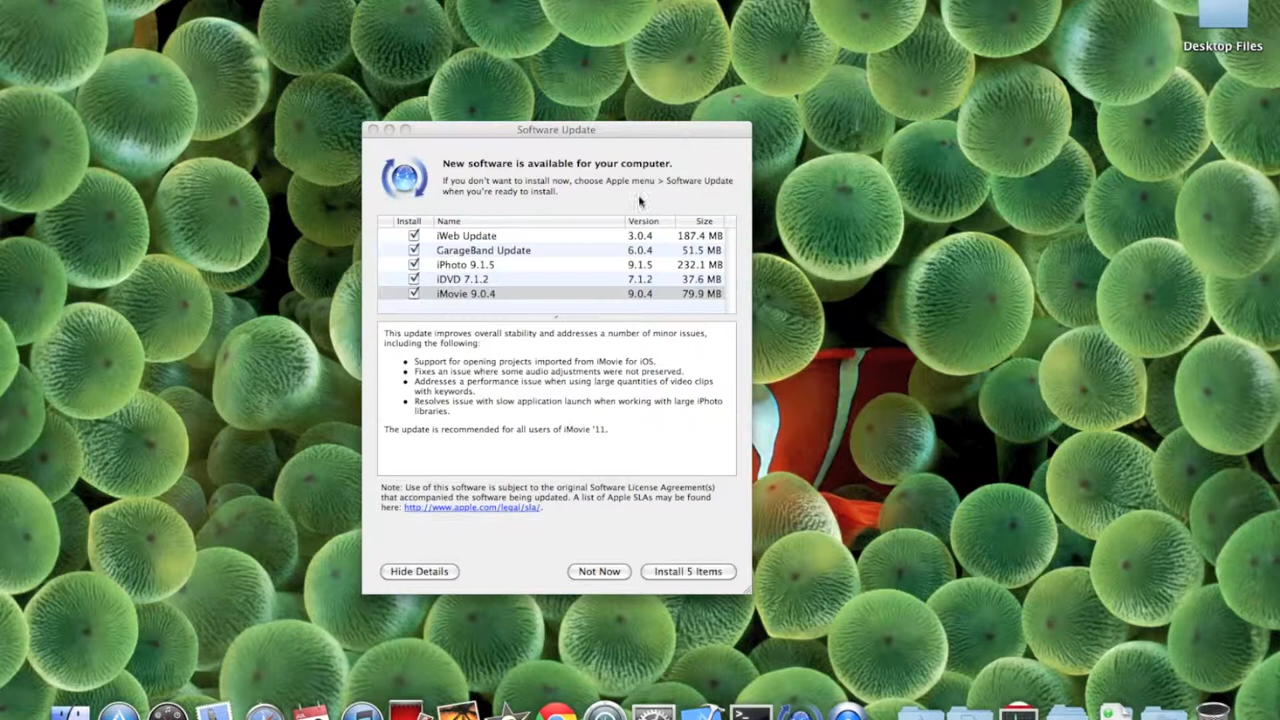 Desktop Files
Software Update
New software is available for your computer.
If you don't want to install now, choose Apple menu > Software Update
when you're ready to install.
Install Name Version Size
iWeb Update 3.0.4 187.4 MB
GarageBand Update 6.0.4 51.5 MB
iPhoto 9.1.5 9.1.5 232.1 MB
iDVD 7.1.2 7.1.2 37.6 MB
iMovie 9.0.4 9.0.4 79.9 MB
This update improves overall stability and addresses a number of minor issues,
including the following:
• Support for opening projects imported from iMovie for iOS.
• Fixes an issue where some audio adjustments were not preserved.
• Addresses a performance issue when using large quantities of video clips
with keywords.
• Resolves issue with slow application launch when working with large iPhoto
libraries.
The update is recommended for all users of iMovie '11.
Note: Use of this software is subject to the original Software License Agreement(s)
that accompanied the software being updated. A list of Apple SLAs may be found
here: http://www.apple.com/legal/sla/.
Hide Details Not Now Install 5 Items